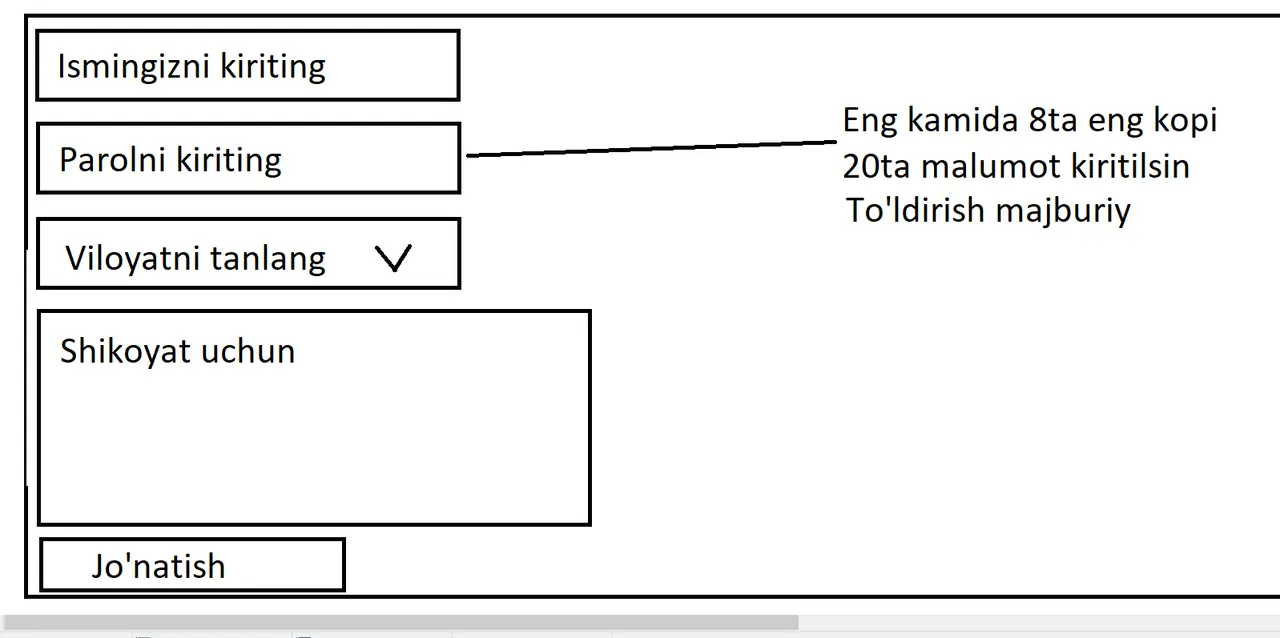 Ismingizni kiriting
Parolni kiriting
Eng kamida 8ta eng kopi
20ta malumot kiritilsin
To'ldirish majburiy
Viloyatni tanlang
Shikoyat uchun
Jo'natish